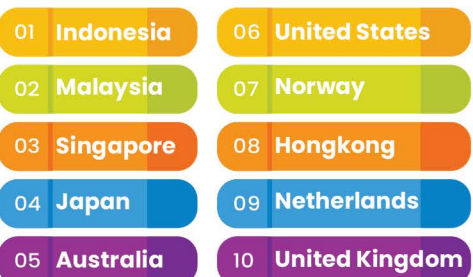 01 Indonesia
02 Malaysia
03 Singapore
04 Japan
05 Australia
06 United States
07 Norway
08 Hongkong
09 Netherlands
10 United Kingdom